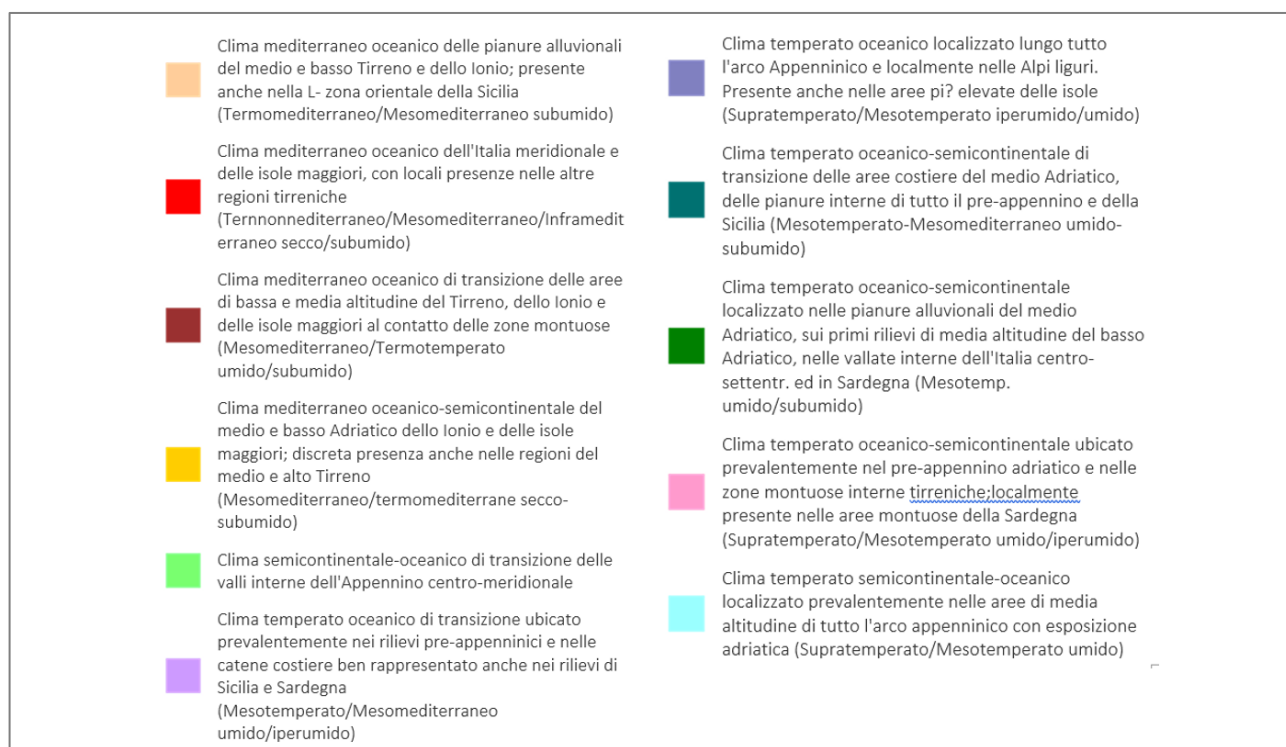 Clima mediterraneo oceanico delle pianure alluvionali
del medio e basso Tirreno e dello Ionio; presente
anche nella L- zona orientale della Sicilia
(Termomediterraneo/Mesomediterraneo subumido)
Clima mediterraneo oceanico dell'Italia meridionale e
delle isole maggiori, con locali presenze nelle altre
regioni tirreniche
(Ternnonnediterraneo/Mesomediterraneo/Inframedit
erraneo secco/subumido)
Clima mediterraneo oceanico di transizione delle aree
di bassa e media altitudine del Tirreno, dello Ionio e
delle isole maggiori al contatto delle zone montuose
(Mesomediterraneo/Termotemperato
umido/subumido)
Clima mediterraneo oceanico-semicontinentale del
medio e basso Adriatico dello Ionio e delle isole
maggiori; discreta presenza anche nelle regioni del
medio e alto Tirreno
(Mesomediterraneo/termomediterrane secco-
subumido)
Clima semicontinentale-oceanico di transizione delle
valli interne dell'Appennino centro-meridionale
Clima temperato oceanico di transizione ubicato
prevalentemente nei rilievi pre-appenninici e nelle
catene costiere ben rappresentato anche nei rilievi di
Sicilia e Sardegna
(Mesotemperato/Mesomediterraneo
umido/iperumido)
Clima temperato oceanico localizzato lungo tutto
l'arco Appenninico e localmente nelle Alpi liguri.
Presente anche nelle aree pi? elevate delle isole
(Supratemperato/Mesotemperato iperumido/umido)
Clima temperato oceanico-semicontinentale di
transizione delle aree costiere del medio Adriatico,
delle pianure interne di tutto il pre-appennino e della
Sicilia (Mesotemperato-Mesomediterraneo umido-
subumido)
Clima temperato oceanico-semicontinentale
localizzato nelle pianure alluvionali del medio
Adriatico, sui primi rilievi di media altitudine del basso
Adriatico, nelle vallate interne dell'Italia centro-
settentr. ed in Sardegna (Mesotemp.
umido/subumido)
Clima temperato oceanico-semicontinentale ubicato
prevalentemente nel pre-appennino adriatico e nelle
zone montuose interne tirreniche;localmente
presente nelle aree montuose della Sardegna
(Supratemperato/Mesotemperato umido/iperumido)
Clima temperato semicontinentale-oceanico
localizzato prevalentemente nelle aree di media
altitudine di tutto l'arco appenninico con esposizione
adriatica (Supratemperato/Mesotemperato umido)